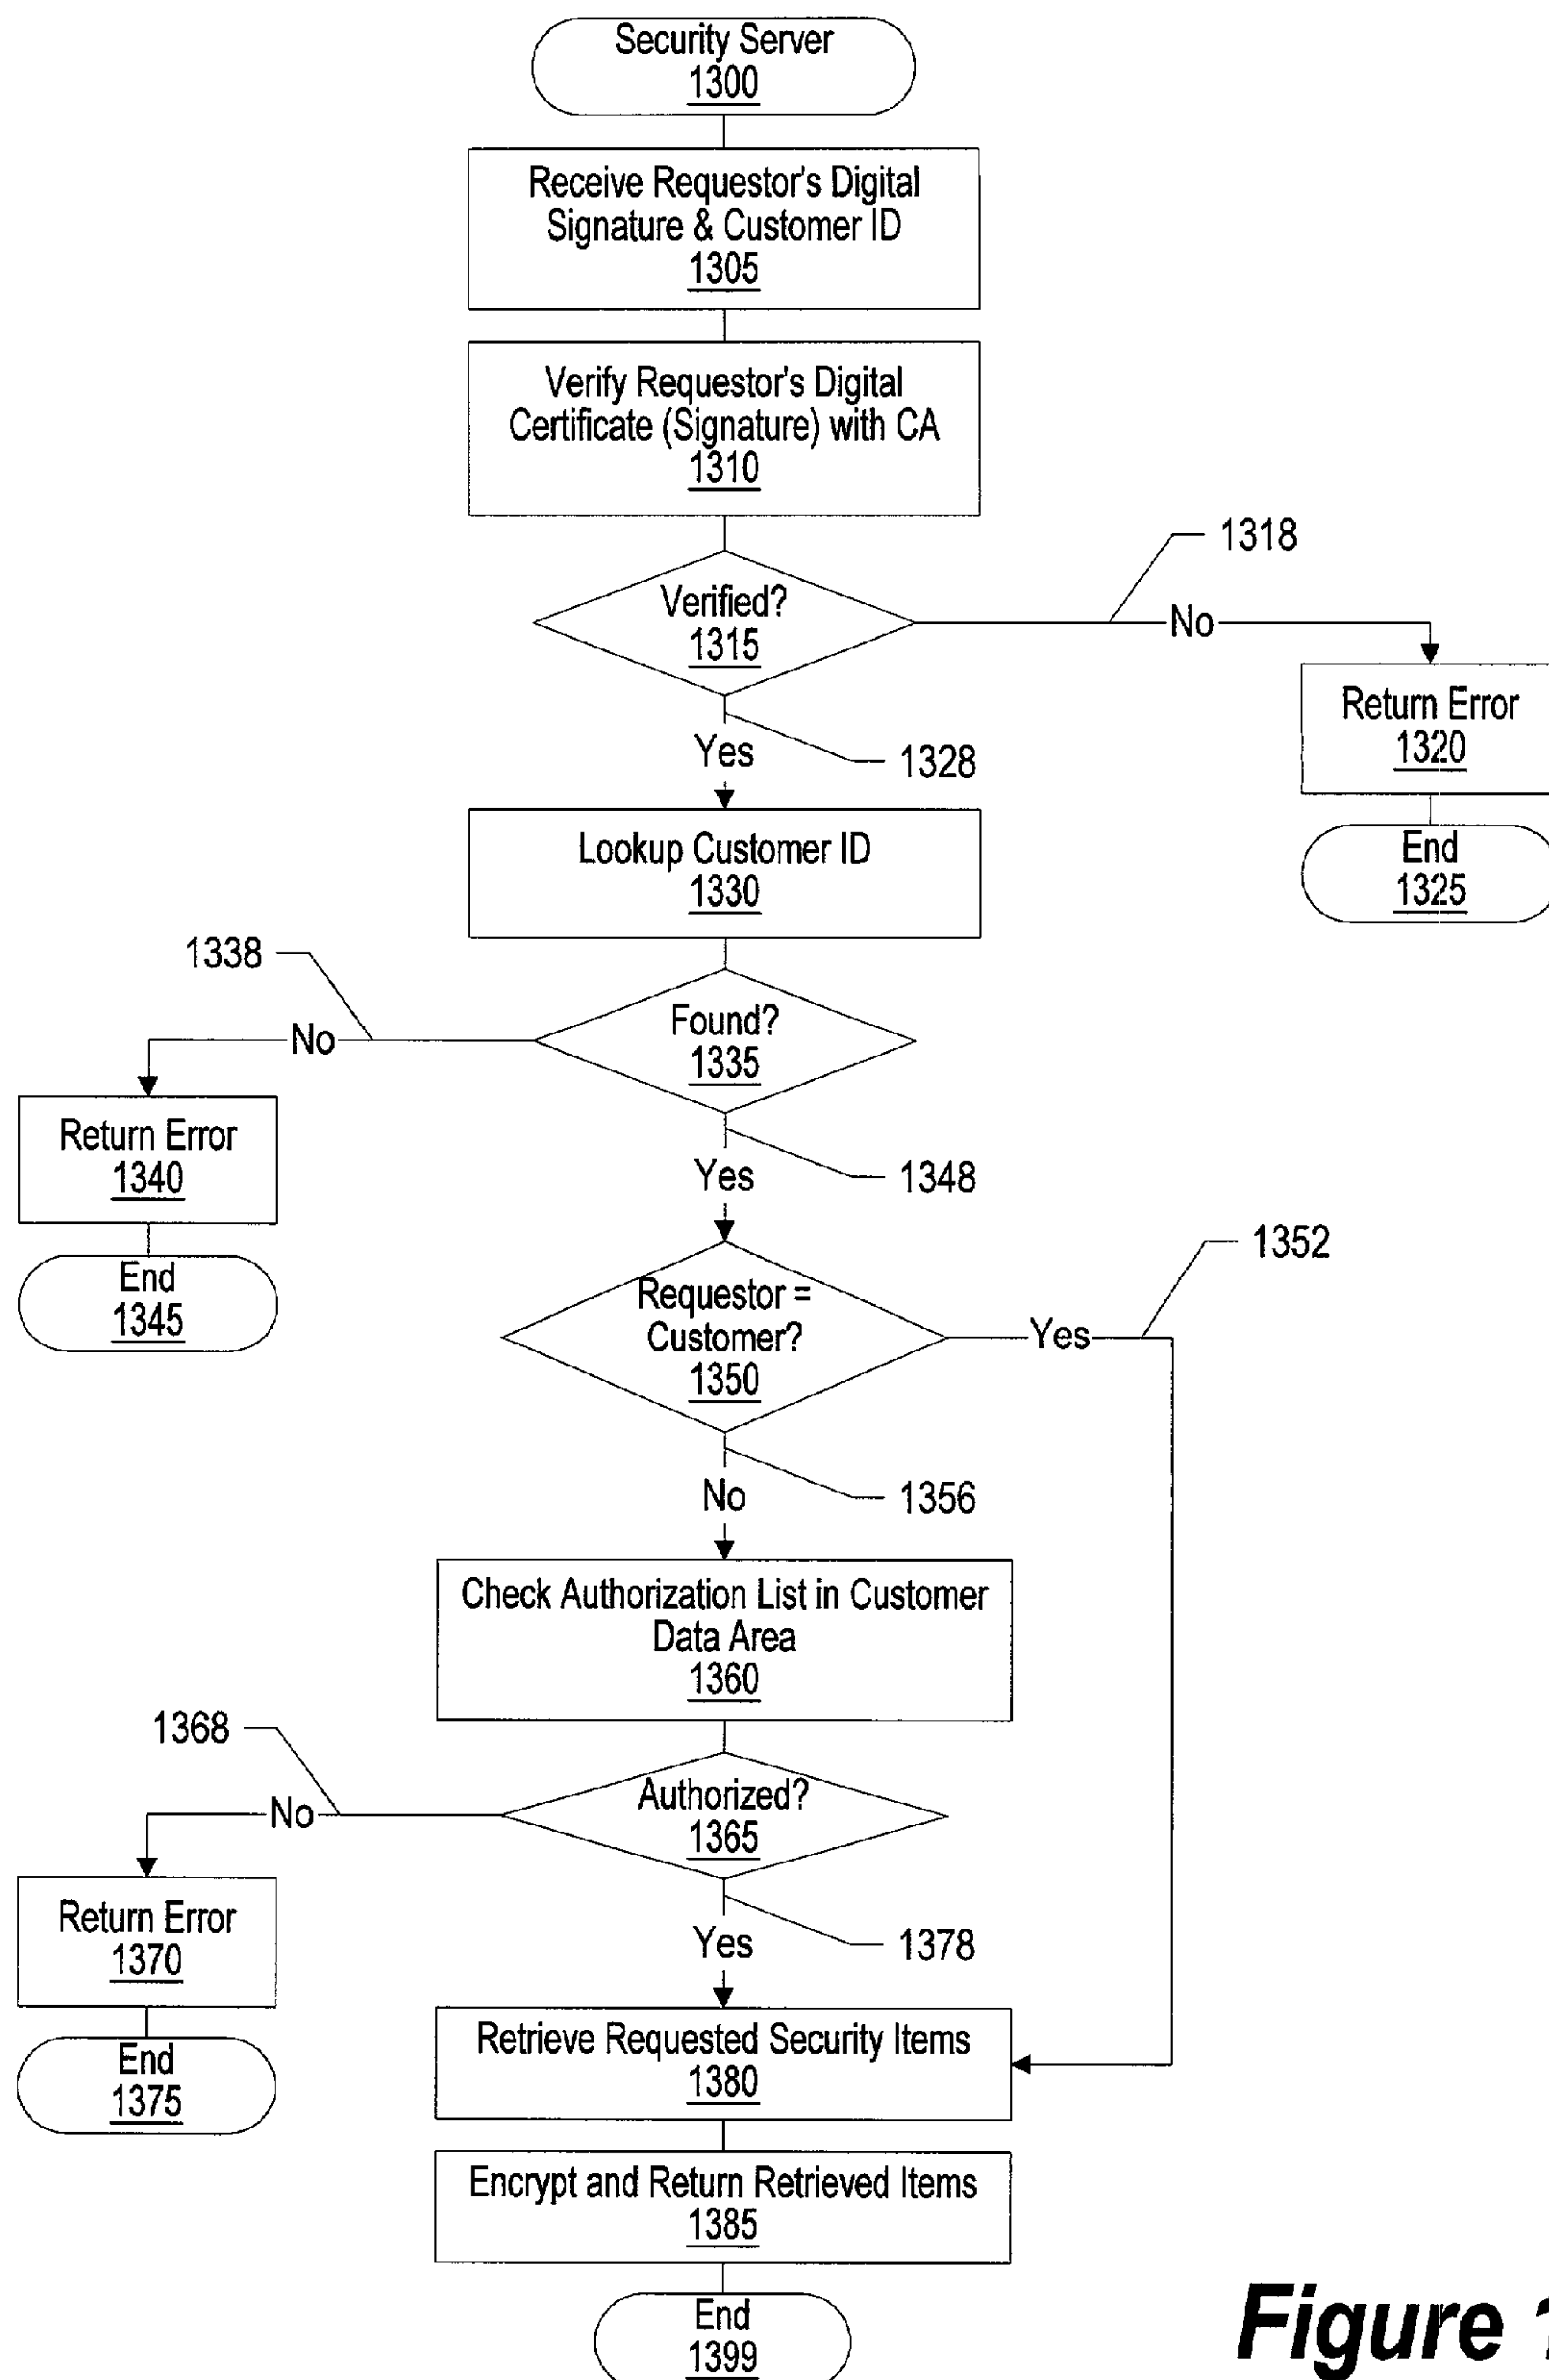 Security Server
1300
Receive Requestor's Digital
Signature & Customer ID
1305
Verify Requestor's Digital
Certificate (Signature) with CA
1310
1318
Verified?
1315
No
Return Error
1320
Yes
1328
End
1325
Lookup Customer ID
1330
1338
Found?
1335
No
Return Error
1340
Yes
1348
End
1345
1352
Requestor =
Customer?
1350
Yes
No
1356
Check Authorization List in Customer
Data Area
1360
1368
Authorized?
1365
No
Return Error
1370
Yes
1378
End
1375
Retrieve Requested Security Items
1380
Encrypt and Return Retrieved Items
1385
End
1399
Figure